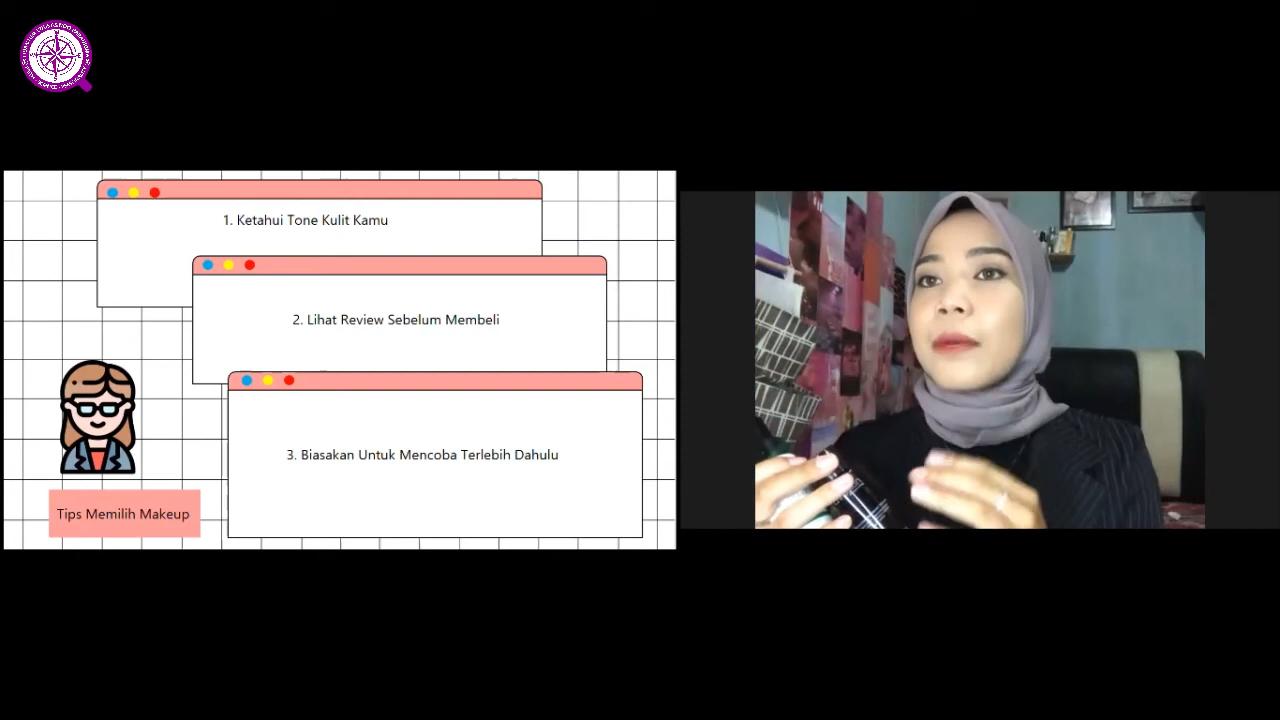 1. Ketahui Tone Kulit Kamu
2. Lihat Review Sebelum Membeli
3. Biasakan Untuk Mencoba Terlebih Dahulu
Tips Memilih Makeup